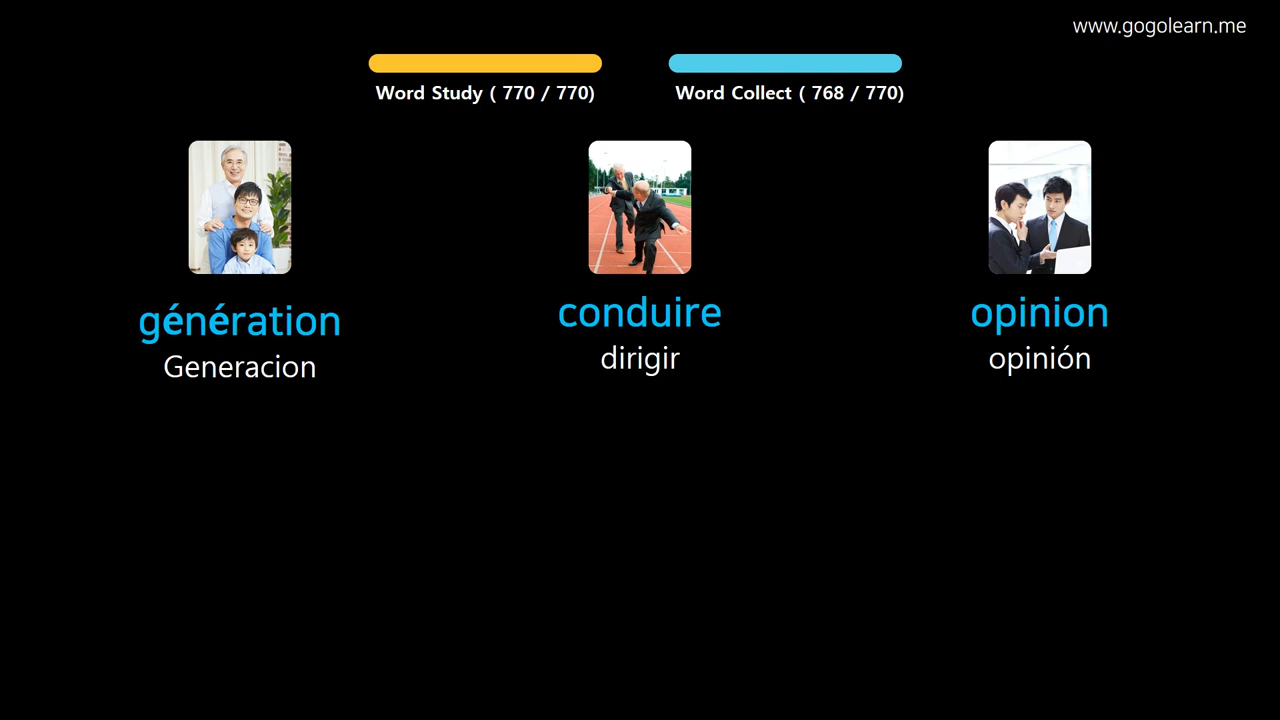 www.gogolearn.me
Word Study ( 770 / 770)
Word Collect ( 768 / 770)
génération
Generacion
conduire
dirigir
opinion
opinión